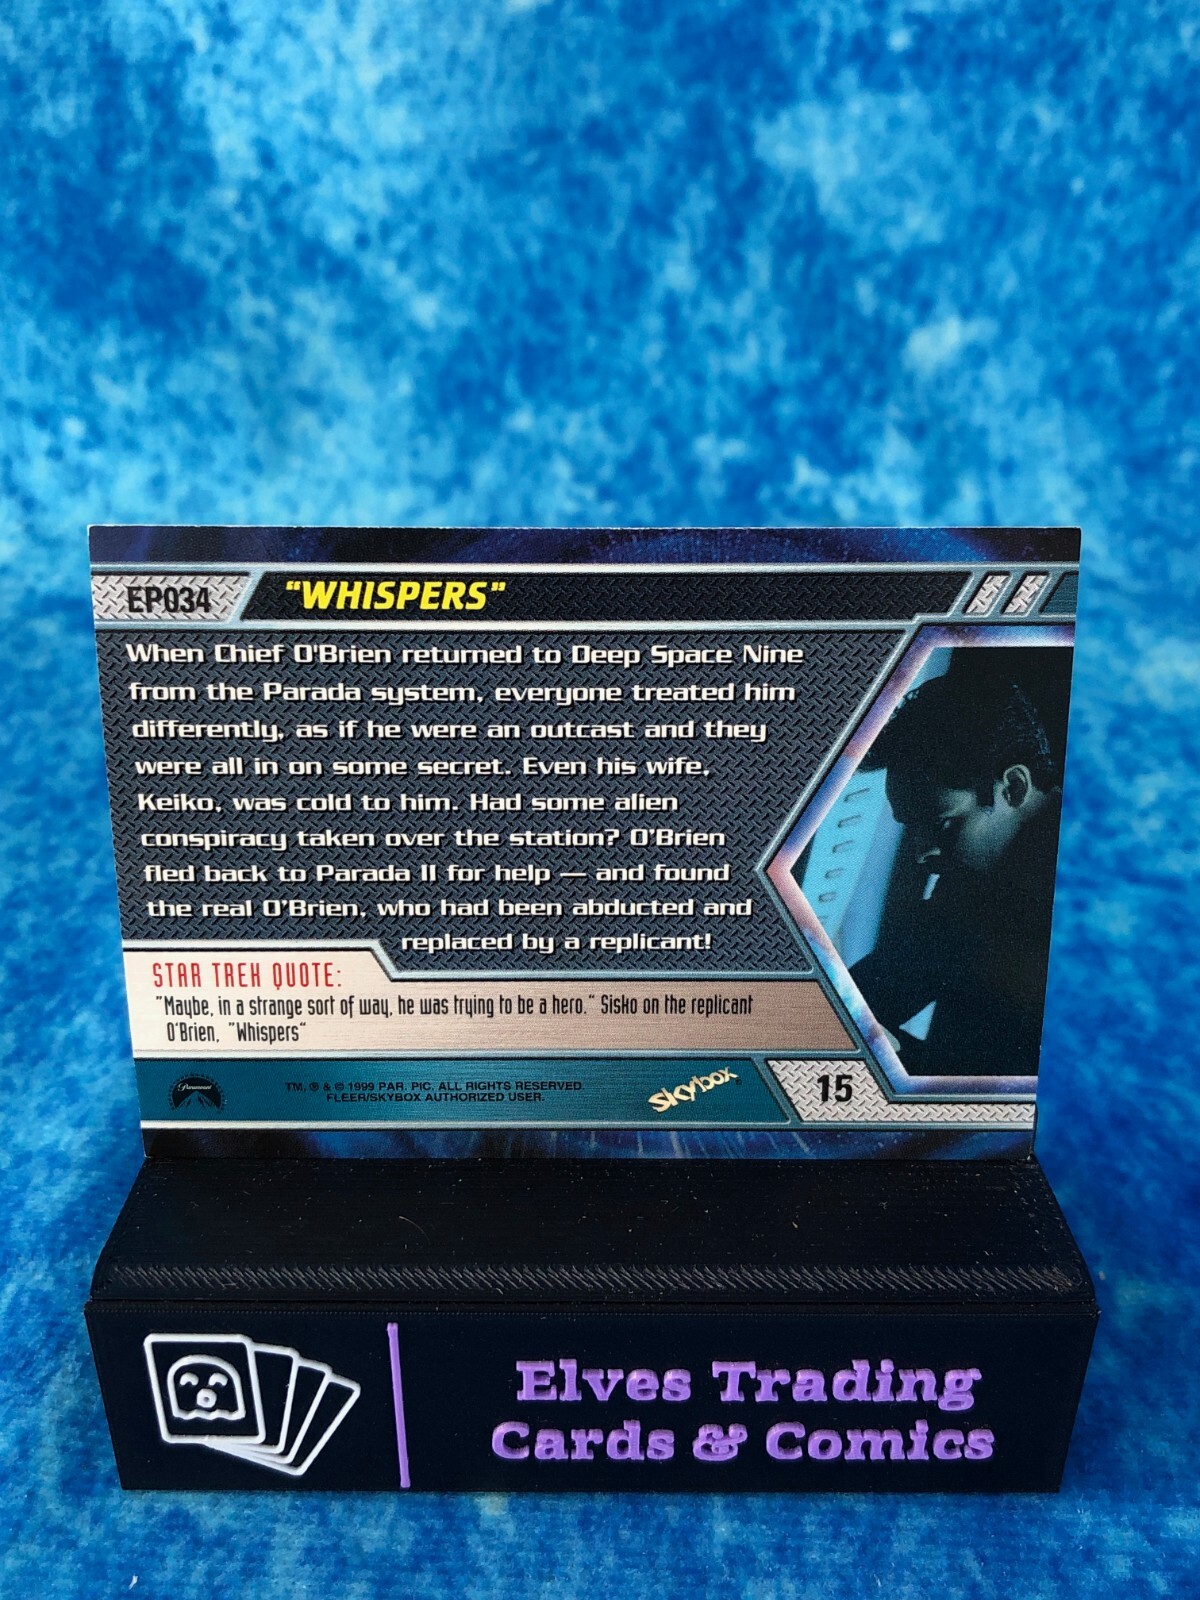 EP034
"WHISPERS"
When Chief O'Brien returned to Deep Space Nine
from the Parada system, everyone treated him
differently, as if he were an outcast and they
were all in on some secret. Even his wife,
Keiko, was cold to him. Had some alien
conspiracy taken over the station? O'Brien
fled back to Parada II for help — and found
the real O'Brien, who had been abducted and
replaced by a replicant!
STAR TREK QUOTE:
"Maybe, in a strange sort of way, he was trying to be a hero." Sisko on the replicant
O'Brien, "Whispers"
Paramount
TM, ® & © 1999 PAR. PIC. ALL RIGHTS RESERVED.
FLEER/SKYBOX AUTHORIZED USER.
Skybox®
15
Elves Trading
Cards & Comics